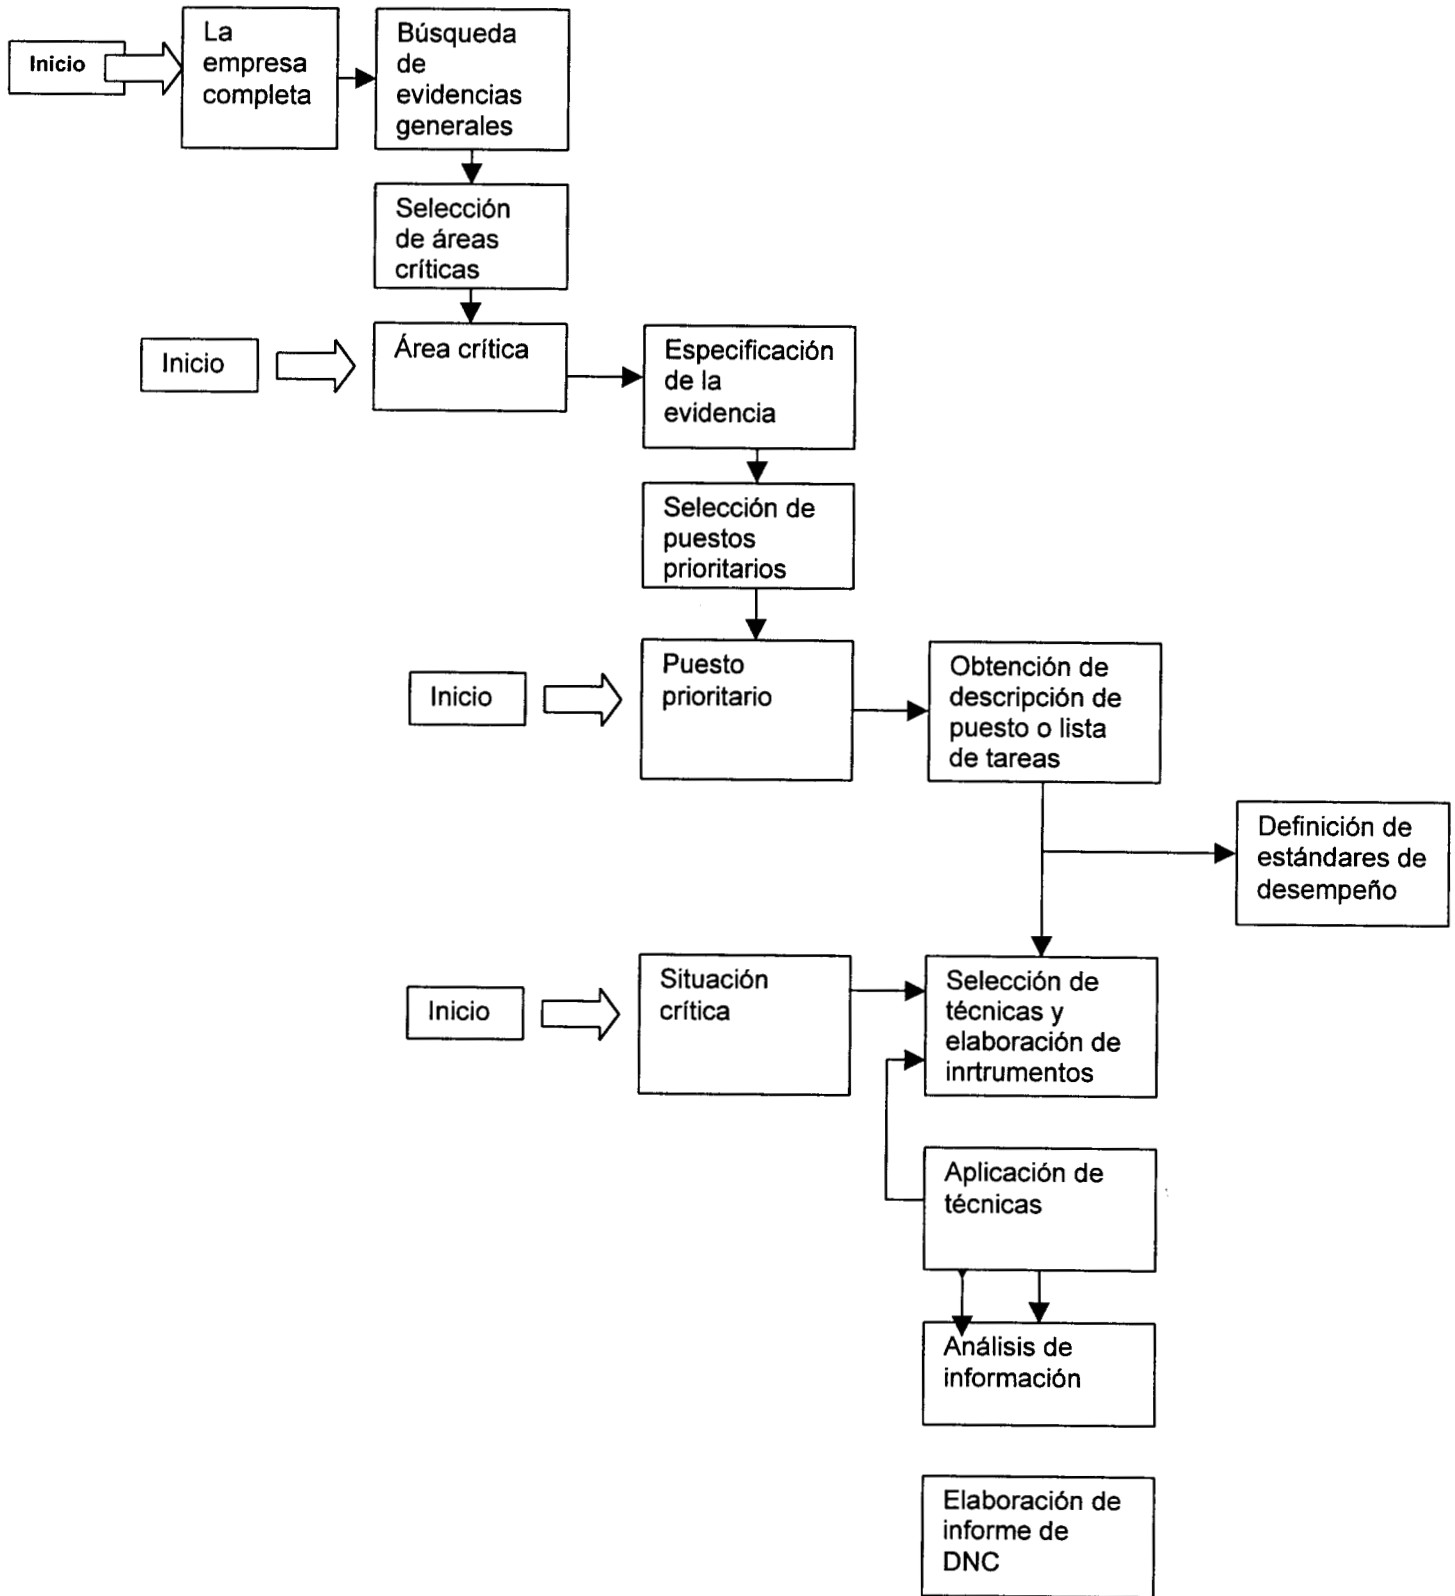 Inicio
La
empresa
completa
Búsqueda
de
evidencias
generales
Selección
de áreas
críticas
Inicio
Área crítica
Especificación
de la
evidencia
Selección de
puestos
prioritarios
Inicio
Puesto
prioritario
Obtención de
descripción de
puesto o lista
de tareas
Definición de
estándares de
desempeño
Inicio
Situación
crítica
Selección de
técnicas y
elaboración de
inrtrumentos
Aplicación de
técnicas
Análisis de
información
Elaboración de
informe de
DNC